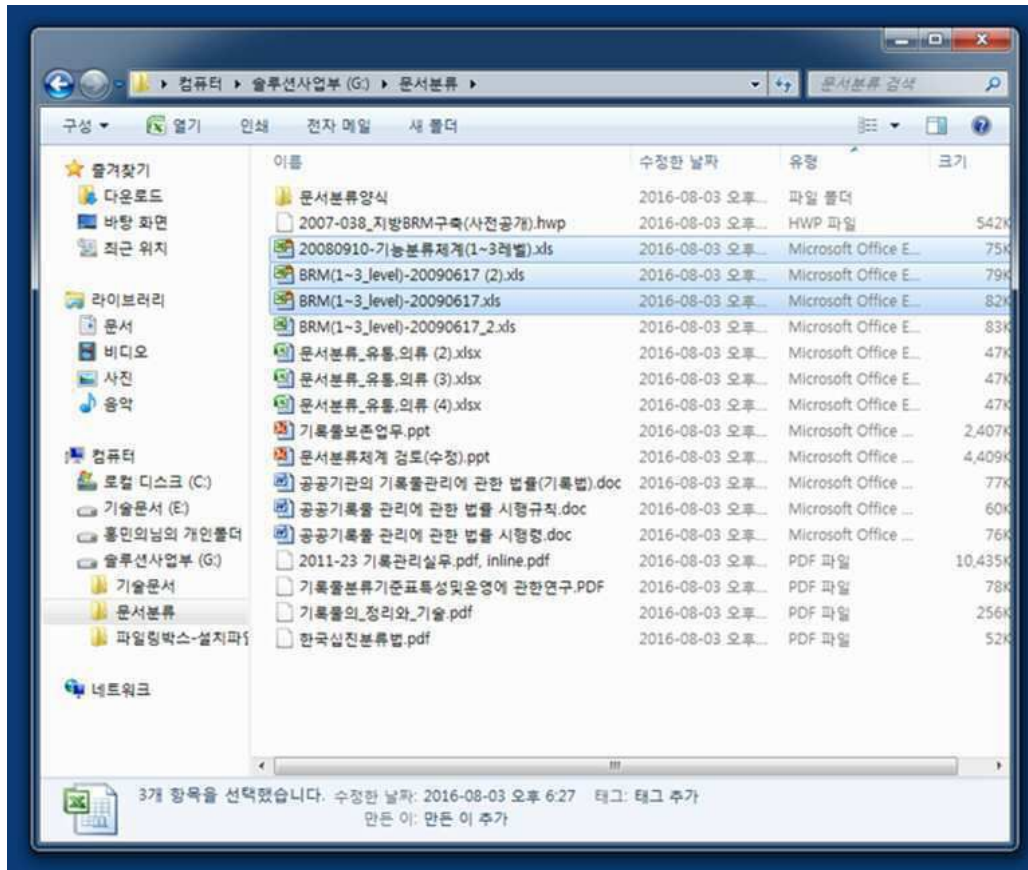 컴퓨터 ▸ 솔루션사업부 (G:) ▸ 문서분류 ▸ 문서분류 검색
구성 열기 인쇄 전자 메일 새 폴더
즐겨찾기
다운로드
바탕 화면
최근 위치
라이브러리
문서
비디오
사진
음악
컴퓨터
로컬 디스크 (C:)
기술문서 (E:)
홍민의님의 개인폴더
솔루션사업부 (G:)
기술문서
문서분류
파일링박스-설치파일
네트워크
이름 수정한 날짜 유형 크기
문서분류양식 2016-08-03 오후... 파일 폴더
2007-038_지방BRM구축(사전공개).hwp 2016-08-03 오후... HWP 파일 542K
20080910-기능분류체계(1~3레벨).xls 2016-08-03 오후... Microsoft Office E... 75K
BRM(1~3_level)-20090617 (2).xls 2016-08-03 오후... Microsoft Office E... 79K
BRM(1~3_level)-20090617.xls 2016-08-03 오후... Microsoft Office E... 82K
BRM(1~3_level)-20090617_2.xls 2016-08-03 오후... Microsoft Office E... 83K
문서분류_유통,의류 (2).xlsx 2016-08-03 오후... Microsoft Office E... 47K
문서분류_유통,의류 (3).xlsx 2016-08-03 오후... Microsoft Office E... 47K
문서분류_유통,의류 (4).xlsx 2016-08-03 오후... Microsoft Office E... 47K
기록물보존업무.ppt 2016-08-03 오후... Microsoft Office ... 2,407K
문서분류체계 검토(수정).ppt 2016-08-03 오후... Microsoft Office ... 4,409K
공공기관의 기록물관리에 관한 법률(기록법).doc 2016-08-03 오후... Microsoft Office ... 77K
공공기록물 관리에 관한 법률 시행규칙.doc 2016-08-03 오후... Microsoft Office ... 60K
공공기록물 관리에 관한 법률 시행령.doc 2016-08-03 오후... Microsoft Office ... 76K
2011-23 기록관리실무.pdf, inline.pdf 2016-08-03 오후... PDF 파일 10,435K
기록물분류기준표특성및운영에 관한연구.PDF 2016-08-03 오후... PDF 파일 78K
기록물의_정리와_기술.pdf 2016-08-03 오후... PDF 파일 256K
한국십진분류법.pdf 2016-08-03 오후... PDF 파일 52K
3개 항목을 선택했습니다. 수정한 날짜: 2016-08-03 오후 6:27 태그: 태그 추가
만든 이: 만든 이 추가